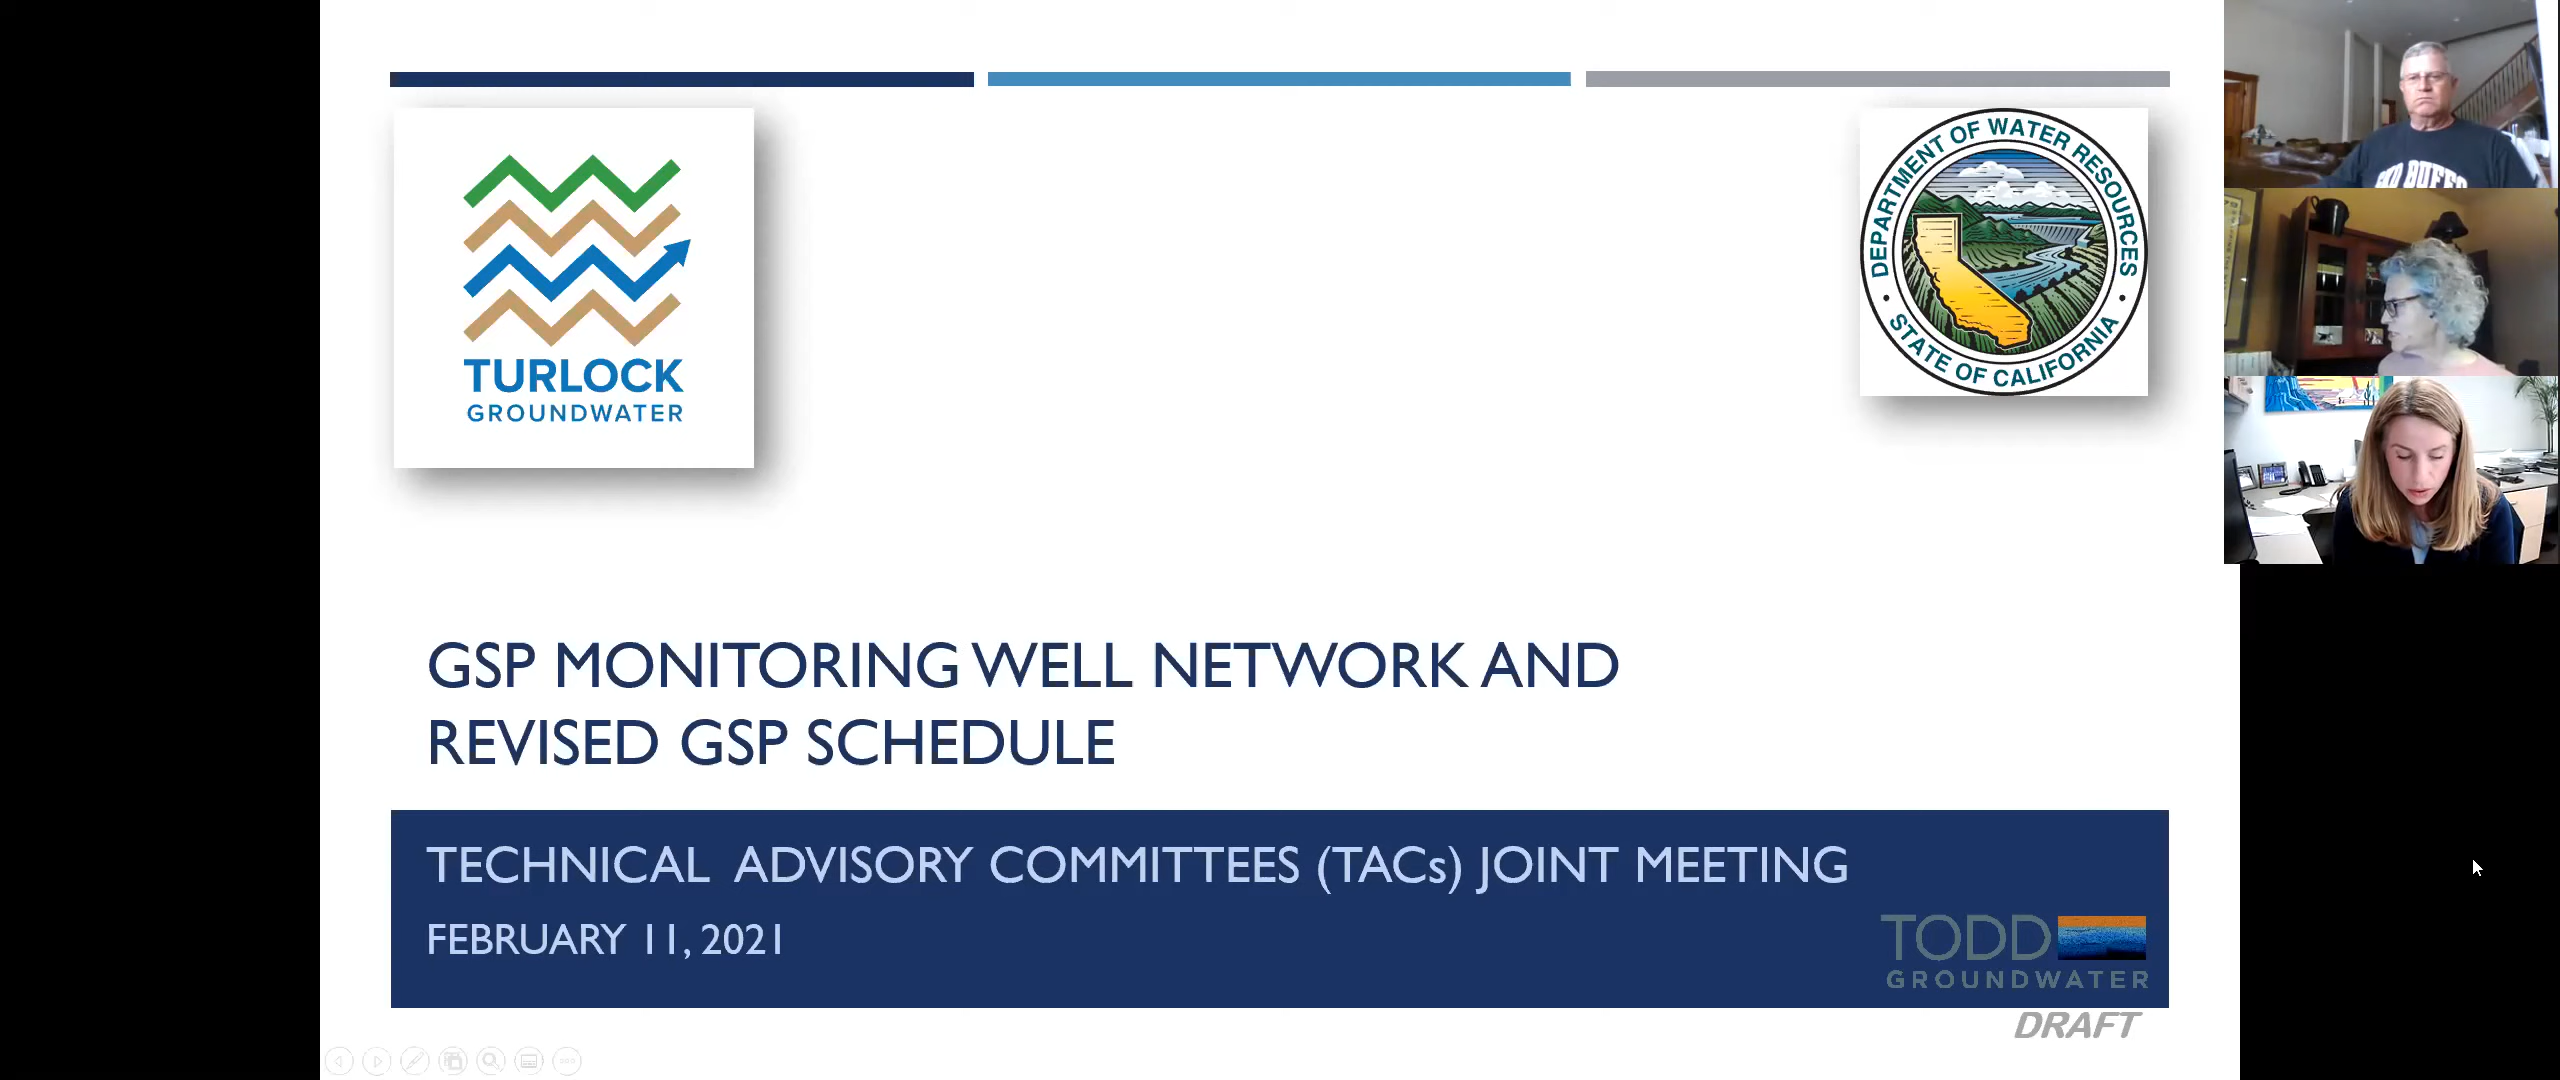 TURLOCK
GROUNDWATER
DEPARTMENT OF WATER RESOURCES
STATE OF CALIFORNIA
GSP MONITORING WELL NETWORK AND
REVISED GSP SCHEDULE
TECHNICAL ADVISORY COMMITTEES (TACs) JOINT MEETING
FEBRUARY 11, 2021
TODD
GROUNDWATER
DRAFT